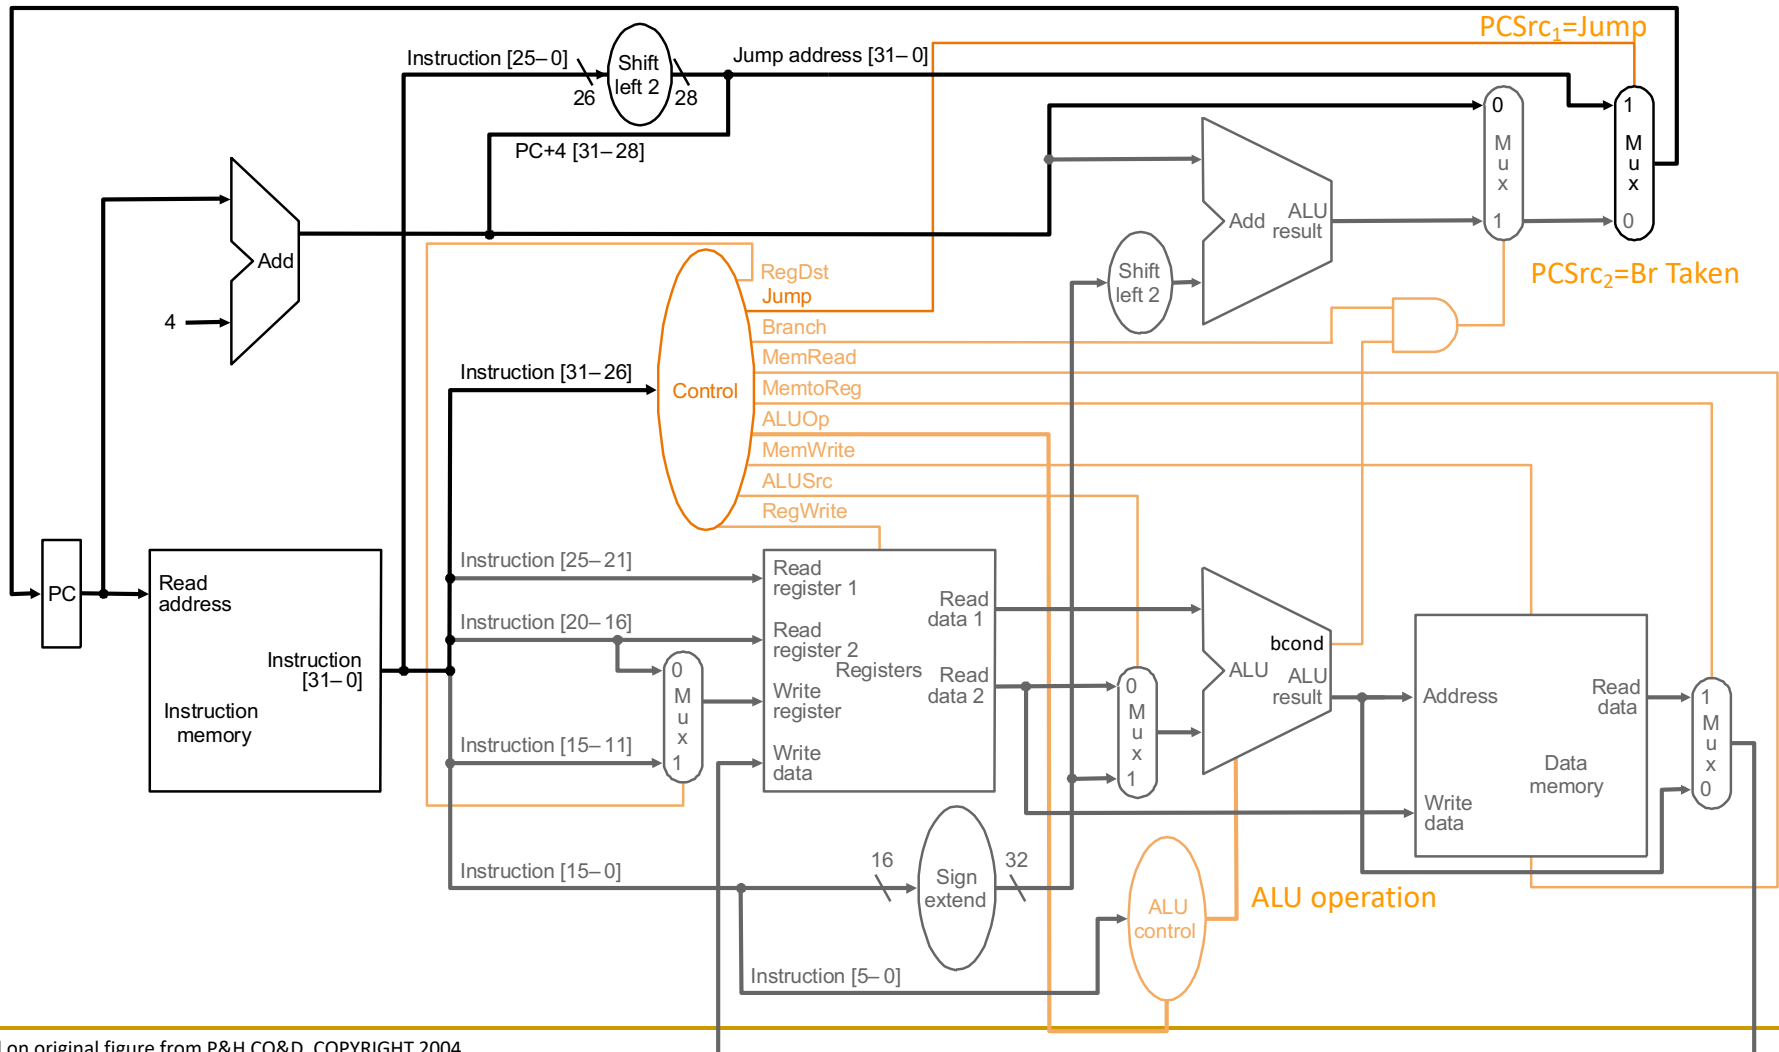 PCSrc1=Jump
Instruction [25–0]
Shift
left 2
Jump address [31–0]
26
28
PC+4 [31–28]
0
M
u
x
1
1
M
u
x
0
Add
ALU
result
Add
4
Shift
left 2
PCSrc2=Br Taken
RegDst
Jump
Branch
MemRead
MemtoReg
ALUOp
MemWrite
ALUSrc
RegWrite
Instruction [31–26]
Control
PC
Read
address
Instruction
[31–0]
Instruction
memory
Instruction [25–21]
Instruction [20–16]
Instruction [15–11]
Instruction [15–0]
Instruction [5–0]
0
M
u
x
1
Read
register 1
Read
register 2
Write
register
Write
data
Registers
Read
data 1
Read
data 2
0
M
u
x
1
bcond
ALU
ALU
result
Address
Write
data
Read
data
Data
memory
1
M
u
x
0
16
Sign
extend
32
ALU
control
ALU operation
on original figure from P&H CO&D, COPYRIGHT 2004